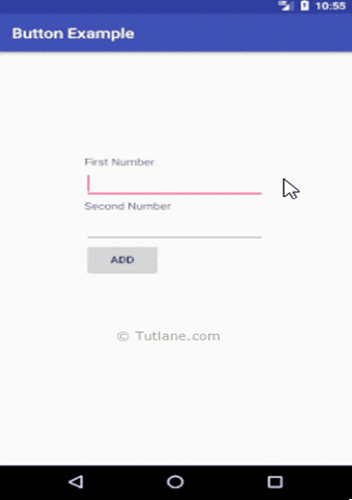 10:55
Button Example
First Number
Second Number
ADD
© Tutlane.com